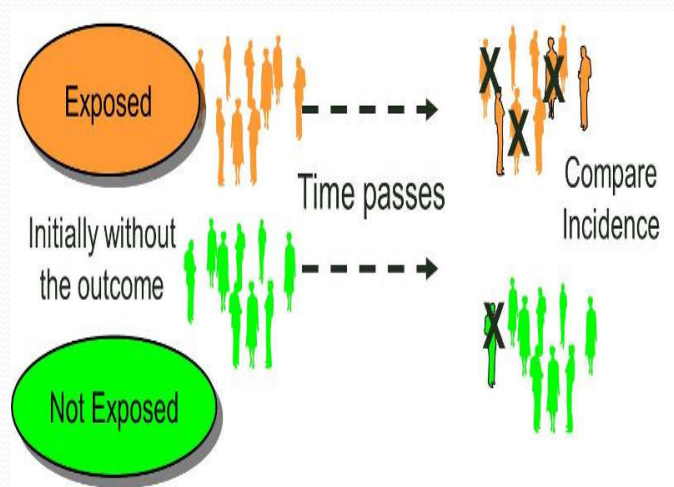 Exposed
Time passes
Compare
Incidence
Initially without
the outcome
Not Exposed
X
X
X
X